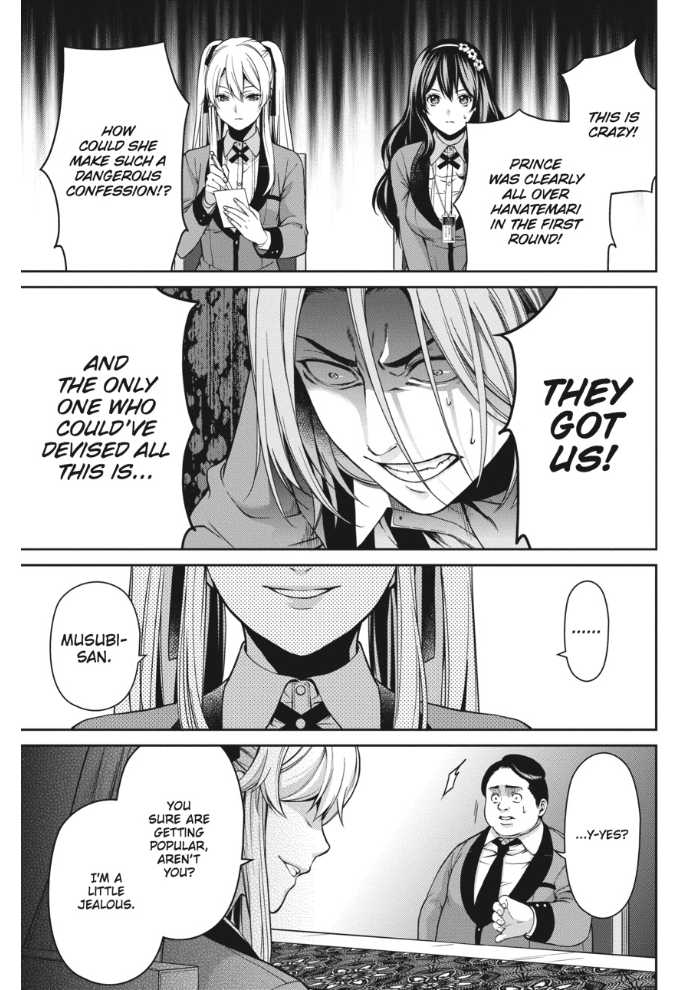 THIS IS
CRAZY!
PRINCE
WAS CLEARLY
ALL OVER
HANATEMARI
IN THE FIRST
ROUND!
HOW
COULD SHE
MAKE SUCH A
DANGEROUS
CONFESSION!?
THEY
GOT
US!
AND
THE ONLY
ONE WHO
COULD'VE
DEVISED ALL
THIS IS...
......
MUSUBI-
SAN.
...Y-YES?
YOU
SURE ARE
GETTING
POPULAR,
AREN'T
YOU?
I'M A
LITTLE
JEALOUS.